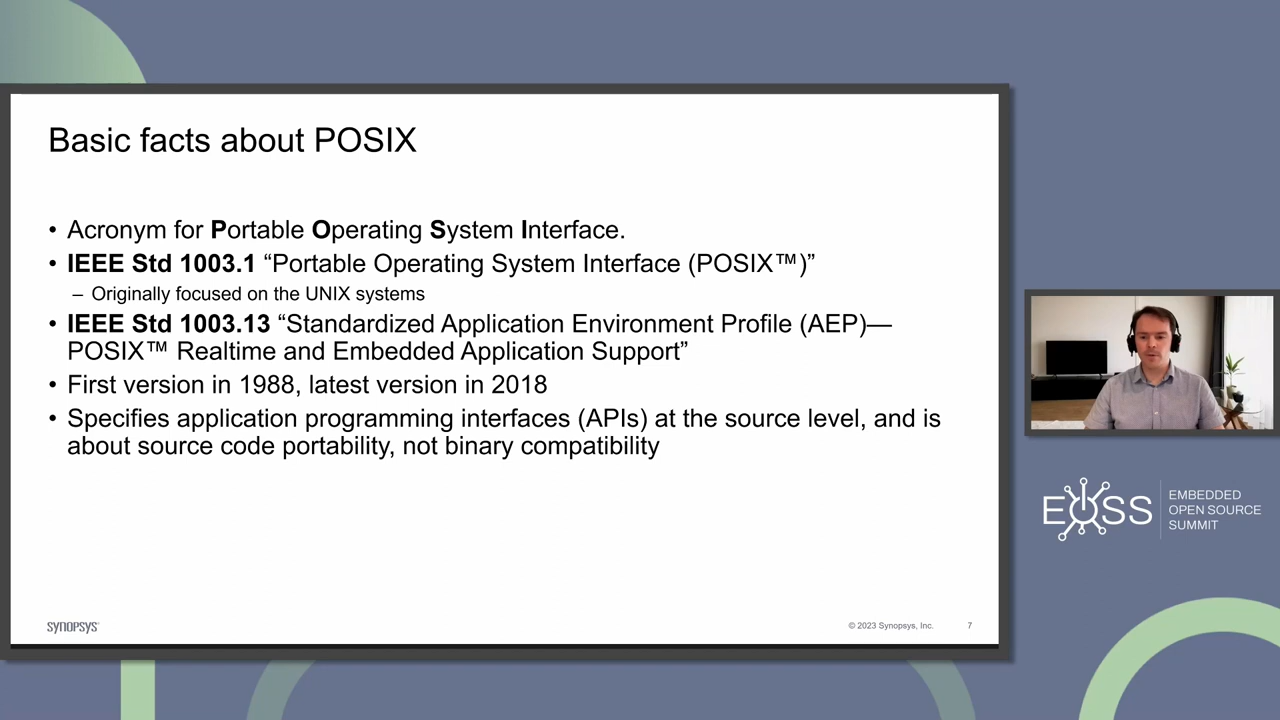 Basic facts about POSIX
• Acronym for Portable Operating System Interface.
• IEEE Std 1003.1 “Portable Operating System Interface (POSIX™)”
– Originally focused on the UNIX systems
• IEEE Std 1003.13 “Standardized Application Environment Profile (AEP)—
POSIX™ Realtime and Embedded Application Support”
• First version in 1988, latest version in 2018
• Specifies application programming interfaces (APIs) at the source level, and is
about source code portability, not binary compatibility
SYNOPSYS®
© 2023 Synopsys, Inc.
7
EOSS
EMBEDDED
OPEN SOURCE
SUMMIT